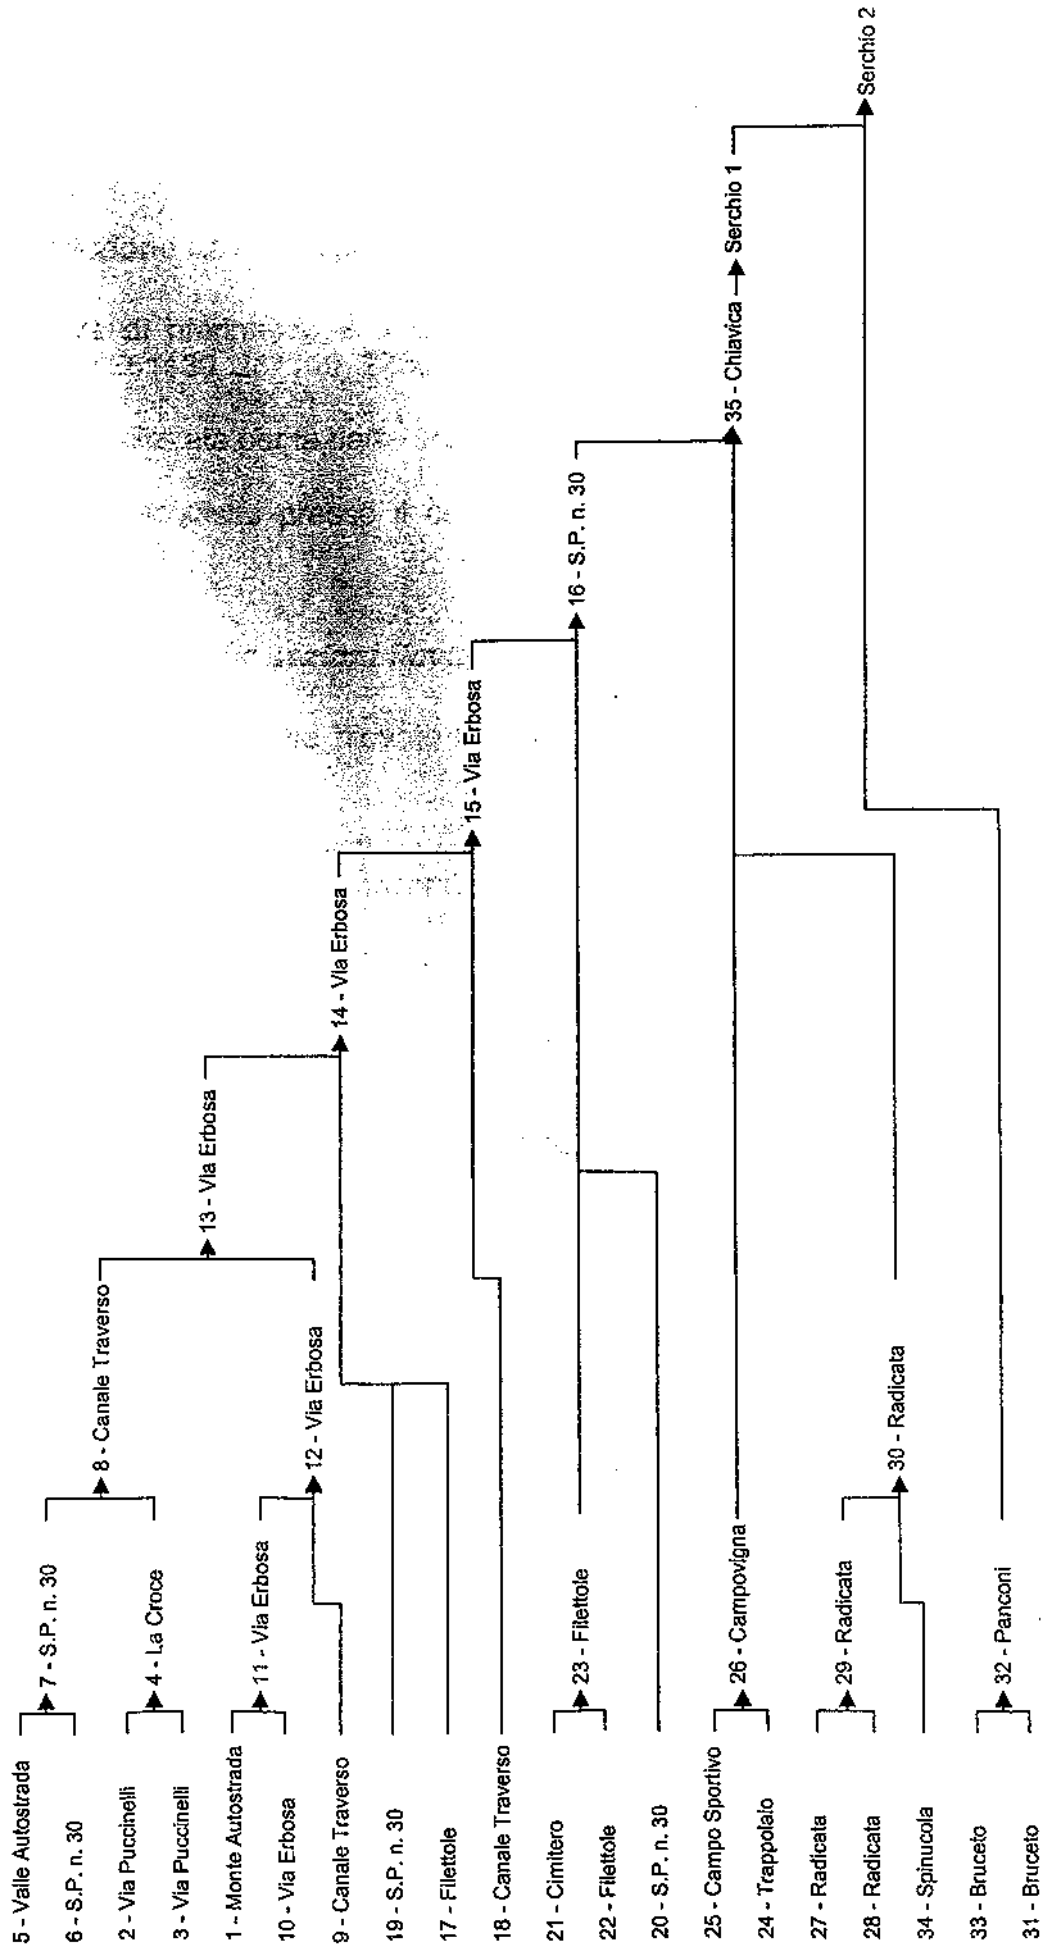 5 - Valle Autostrada
6 - S.P. n. 30
2 - Via Puccinelli
3 - Via Puccinelli
1 - Monte Autostrada
10 - Via Erbosa
9 - Canale Traverso
19 - S.P. n. 30
17 - Filettole
18 - Canale Traverso
21 - Cimitero
22 - Filettole
20 - S.P. n. 30
25 - Campo Sportivo
24 - Trappolaio
27 - Radicata
28 - Radicata
34 - Spinucola
33 - Bruceto
31 - Bruceto
7 - S.P. n. 30
4 - La Croce
11 - Via Erbosa
23 - Filettole
26 - Campovigna
29 - Radicata
32 - Panconi
8 - Canale Traverso
12 - Via Erbosa
30 - Radicata
13 - Via Erbosa
14 - Via Erbosa
15 - Via Erbosa
16 - S.P. n. 30
35 - Chiavica
Serchio 1
Serchio 2